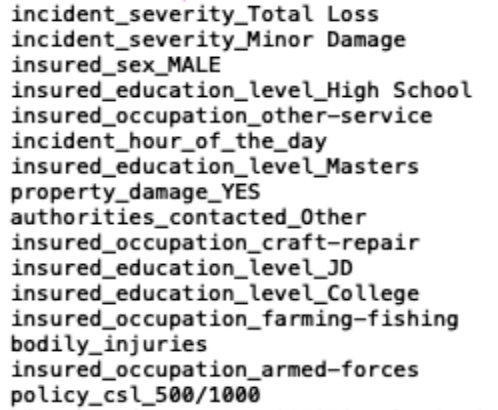 incident_severity_Total Loss
incident_severity_Minor Damage
insured_sex_MALE
insured_education_level_High School
insured_occupation_other-service
incident_hour_of_the_day
insured_education_level_Masters
property_damage_YES
authorities_contacted_Other
insured_occupation_craft-repair
insured_education_level_JD
insured_education_level_College
insured_occupation_farming-fishing
bodily_injuries
insured_occupation_armed-forces
policy_csl_500/1000